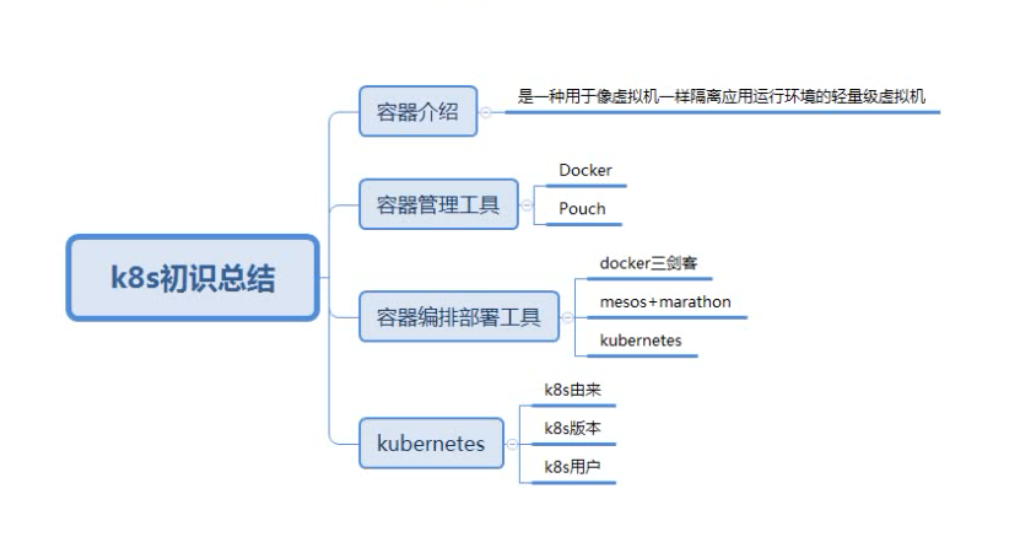 k8s初识总结
容器介绍
是一种用于像虚拟机一样隔离应用运行环境的轻量级虚拟机
容器管理工具
Docker
Pouch
容器编排部署工具
docker三剑客
mesos+marathon
kubernetes
kubernetes
k8s由来
k8s版本
k8s用户